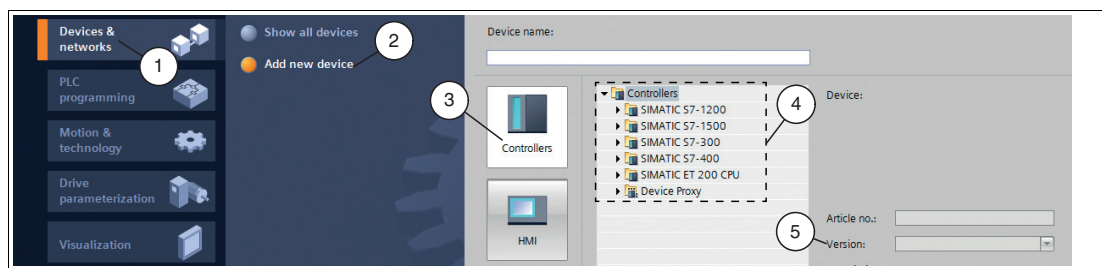 Devices &
networks
1
PLC
programming
Motion &
technology
Drive
parameterization
Visualization
Show all devices
2
Add new device
Device name:
3
Controllers
HMI
Controllers
SIMATIC S7-1200
SIMATIC S7-1500
SIMATIC S7-300
SIMATIC S7-400
SIMATIC ET 200 CPU
Device Proxy
4
Device:
Article no.:
5
Version: